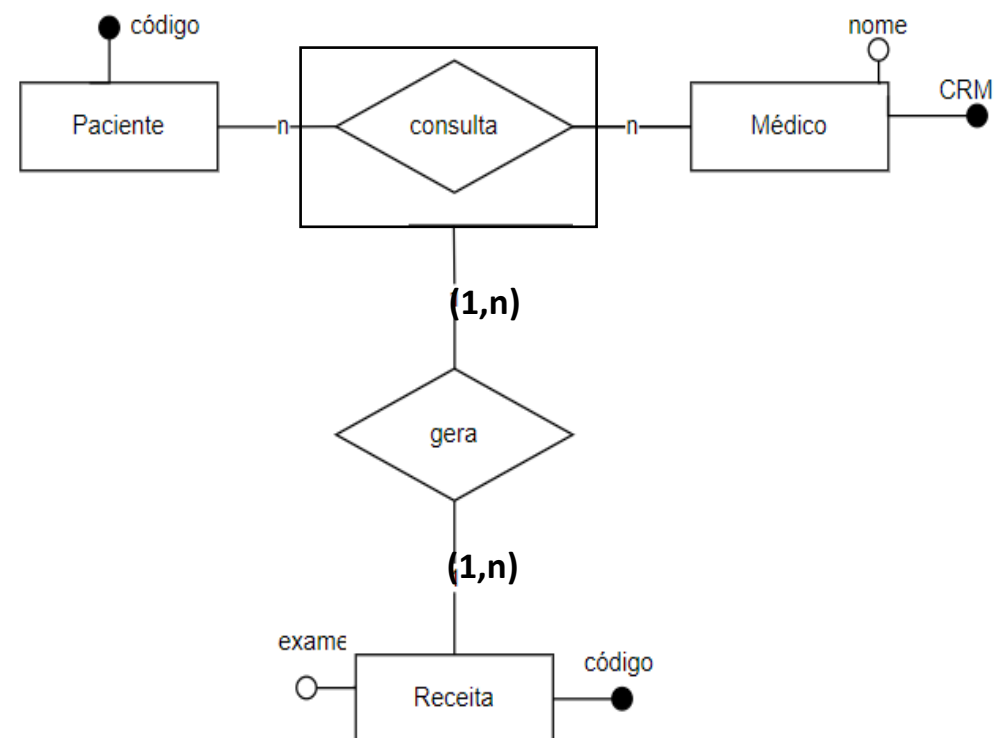 código
nome
CRM
Paciente
n
consulta
n
Médico
(1,n)
gera
(1,n)
exame
código
Receita